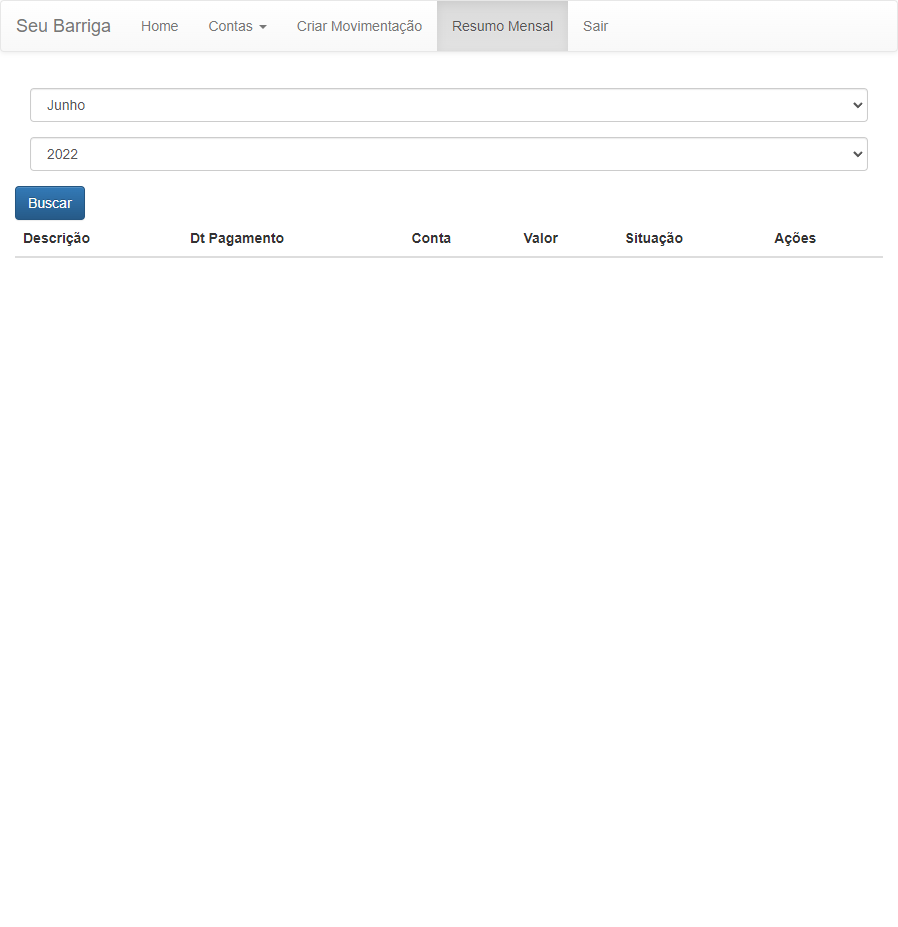 Seu Barriga Home Contas Criar Movimentação Resumo Mensal Sair
Junho
2022
Buscar
Descrição Dt Pagamento Conta Valor Situação Ações